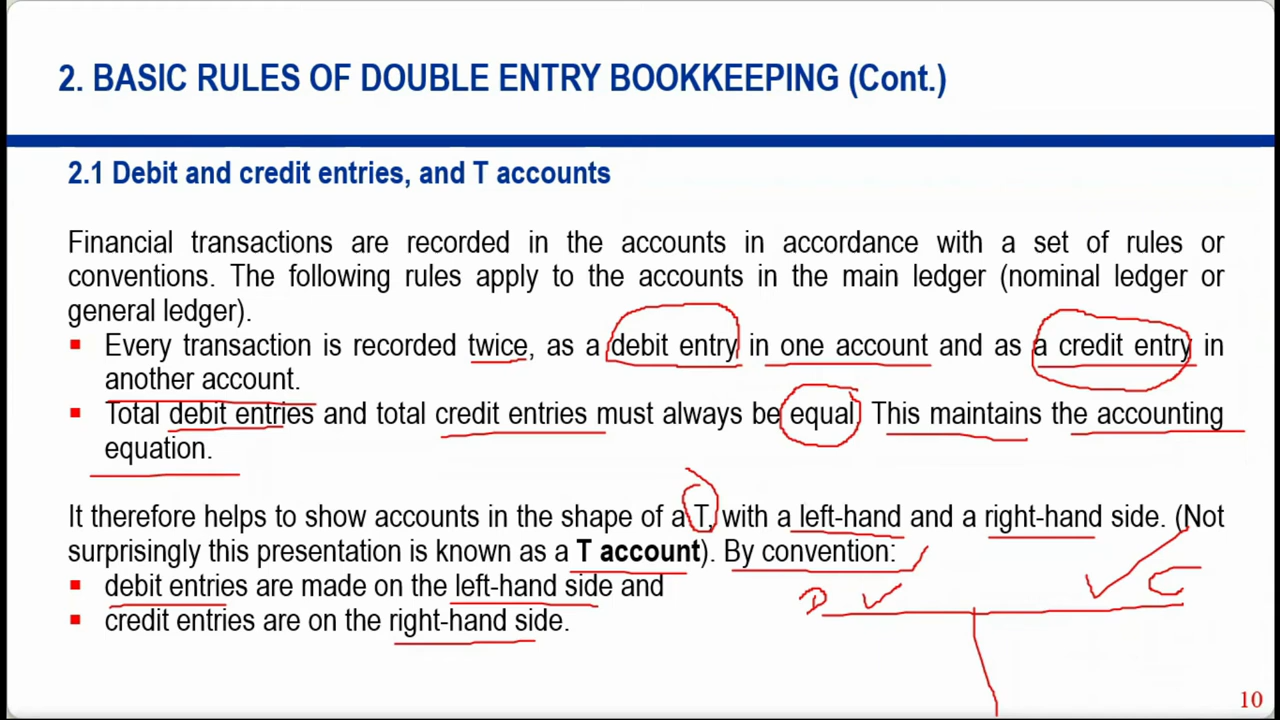 2. BASIC RULES OF DOUBLE ENTRY BOOKKEEPING (Cont.)
2.1 Debit and credit entries, and T accounts
Financial transactions are recorded in the accounts in accordance with a set of rules or
conventions. The following rules apply to the accounts in the main ledger (nominal ledger or
general ledger).
▪ Every transaction is recorded twice, as a debit entry in one account and as a credit entry in
another account.
▪ Total debit entries and total credit entries must always be equal. This maintains the accounting
equation.
It therefore helps to show accounts in the shape of a T, with a left-hand and a right-hand side. (Not
surprisingly this presentation is known as a T account). By convention:
▪ debit entries are made on the left-hand side and
▪ credit entries are on the right-hand side.
D C
10